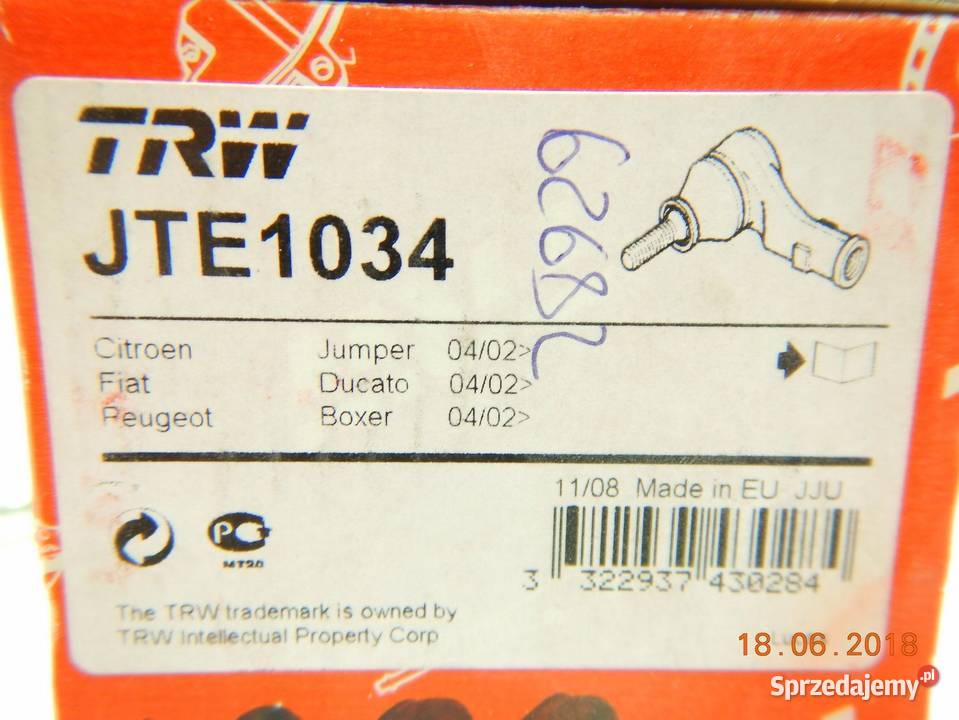 TRW
JTE1034
6268L
Citroen Jumper 04/02>
Fiat Ducato 04/02>
Peugeot Boxer 04/02>
11/08 Made in EU JJU
3 322937 430284
PG
MT20
The TRW trademark is owned by
TRW Intellectual Property Corp
18.06.2018
Sprzedajemy.pl